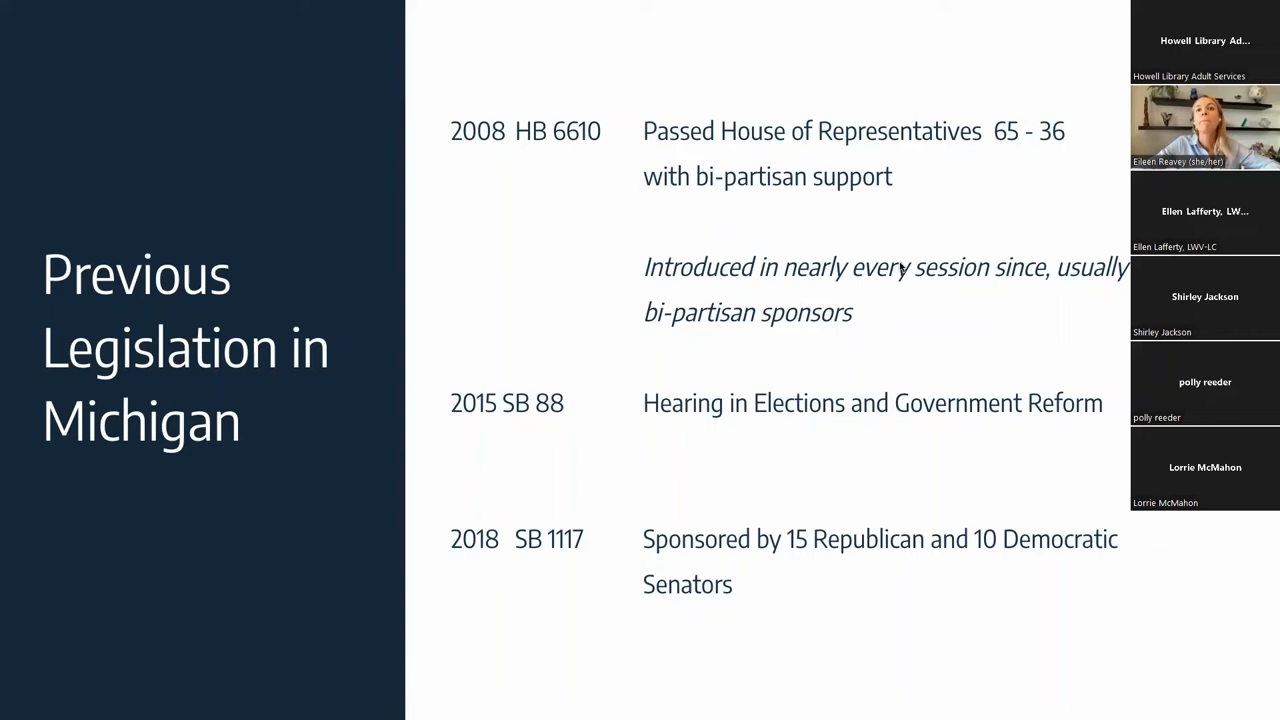 Previous
Legislation in
Michigan
2008 HB 6610
Passed House of Representatives 65 - 36
with bi-partisan support
Introduced in nearly every session since, usually
bi-partisan sponsors
2015 SB 88
Hearing in Elections and Government Reform
2018 SB 1117
Sponsored by 15 Republican and 10 Democratic
Senators
Howell Library Ad...
Howell Library Adult Services
Eileen Reavey (she/her)
Ellen Lafferty, LW...
Ellen Lafferty, LWV-LC
Shirley Jackson
Shirley Jackson
polly reeder
polly reeder
Lorrie McMahon
Lorrie McMahon